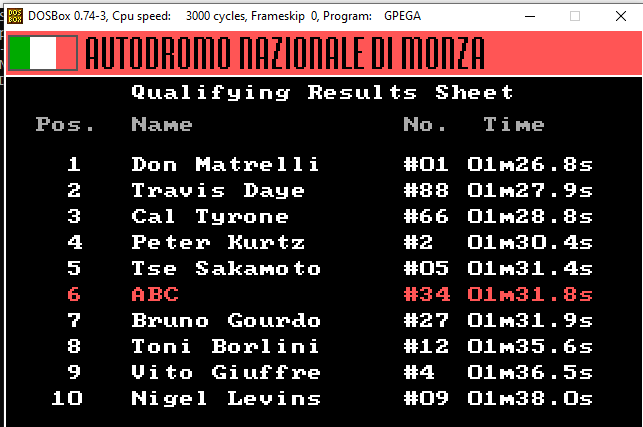 DOSBox 0.74-3, Cpu speed: 3000 cycles, Frameskip 0, Program: GPEGA
AUTODROMO NAZIONALE DI MONZA
Qualifying Results Sheet
Pos. Name No. Time
1 Don Matrelli #01 01m26.8s
2 Travis Daye #88 01m27.9s
3 Cal Tyrone #66 01m28.8s
4 Peter Kurtz #2 01m30.4s
5 Tse Sakamoto #05 01m31.4s
6 ABC #34 01m31.8s
7 Bruno Gourdo #27 01m31.9s
8 Toni Borlini #12 01m35.6s
9 Vito Giuffre #4 01m36.5s
10 Nigel Levins #09 01m38.0s